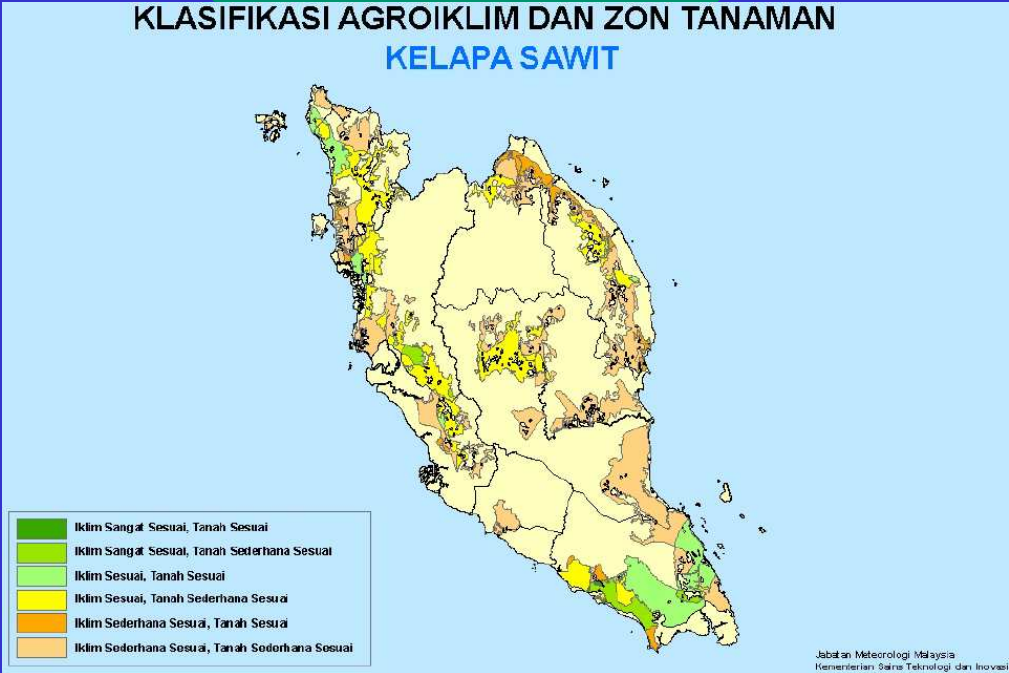 KLASIFIKASI AGROIKLIM DAN ZON TANAMAN
KELAPA SAWIT
Iklim Sangat Sesuai, Tanah Sesuai
Iklim Sangat Sesuai, Tanah Sederhana Sesuai
Iklim Sesuai, Tanah Sesuai
Iklim Sesuai, Tanah Sederhana Sesuai
Iklim Sederhana Sesuai, Tanah Sesuai
Iklim Sederhana Sesuai, Tanah Sederhana Sesuai
Jabatan Meteorologi Malaysia
Kementerian Sains Teknologi dan Inovasi